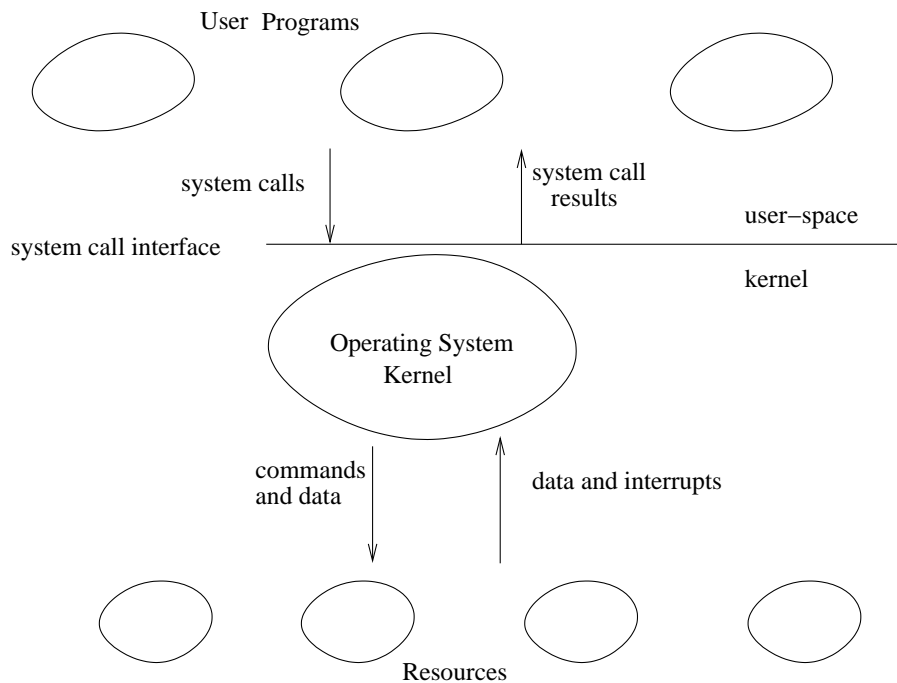 User Programs
system calls
system call
results
user−space
system call interface
kernel
Operating System
Kernel
commands
and data
data and interrupts
Resources